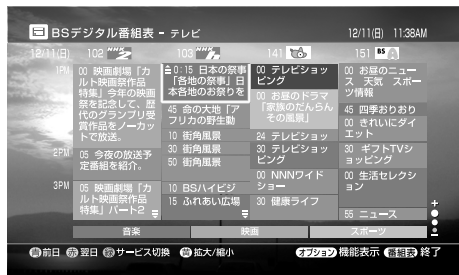 BSデジタル番組表 - テレビ
12/11(日) 11:38AM
12/11(日)
102 NHK 2
103 NHK
141
151 BS
1PM
00 映画劇場「カ
ルト映画祭作品
特集」今年の映画
祭を記念して、歴
代のグランプリ受
賞作品をノーカッ
トで放送。
2PM
05 今夜の放送予
定番組を紹介。
3PM
05 映画劇場「カ
ルト映画祭作品
特集」パート2
0:15 日本の祭事
「各地の祭事」日
本各地のお祭りを
45 命の大地「ア
フリカの野生動
10 街角風景
30 街角風景
50 街角風景
10 BSハイビジ
15 ふれあい広場
00 テレビショッ
ピング
00 お昼のドラマ
「家族のだんらん
その風景」
24 テレビショッ
30 テレビショッ
ピング
00 NNNワイド
ショー
30 健康ライフ
00 お昼のニュー
ス 天気 スポー
ツ情報
45 四季おりおり
00 きれいにダイ
エット
30 ギフトTVシ
ョッピング
00 生活セレクシ
ョン
55 ニュース
音楽
映画
スポーツ
青 前日 赤 翌日 緑 サービス切換 黄 拡大/縮小
オプション 機能表示 番組表 終了